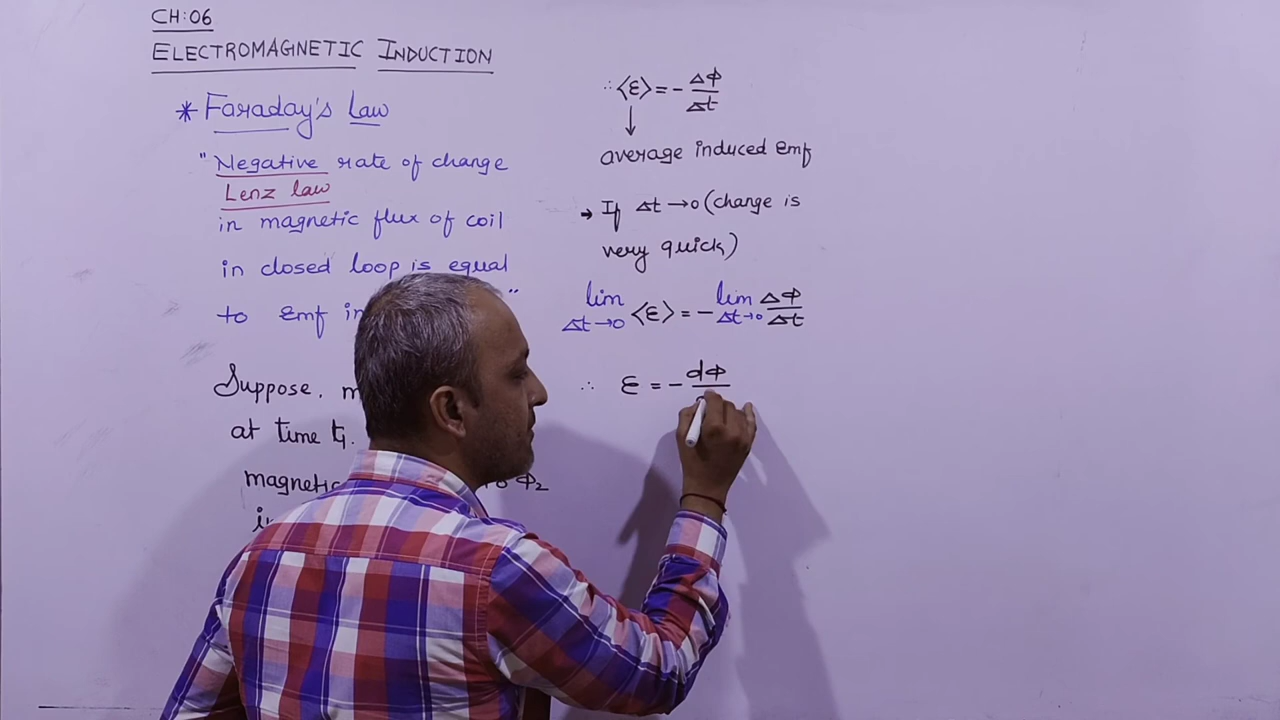 CH:06
ELECTROMAGNETIC INDUCTION
* Faraday's Law
"Negative rate of change
Lenz law
in magnetic flux of coil
in closed loop is equal
to Emf "
Suppose,
at time t₁.
Φ₂
∴ ⟨ε⟩ = - ΔΦ/Δt
↓
average induced emf
→ If Δt→0 (change is
very quick)
lim Δt→0 ⟨ε⟩ = - lim Δt→0 ΔΦ/Δt
∴ ε = - dΦ